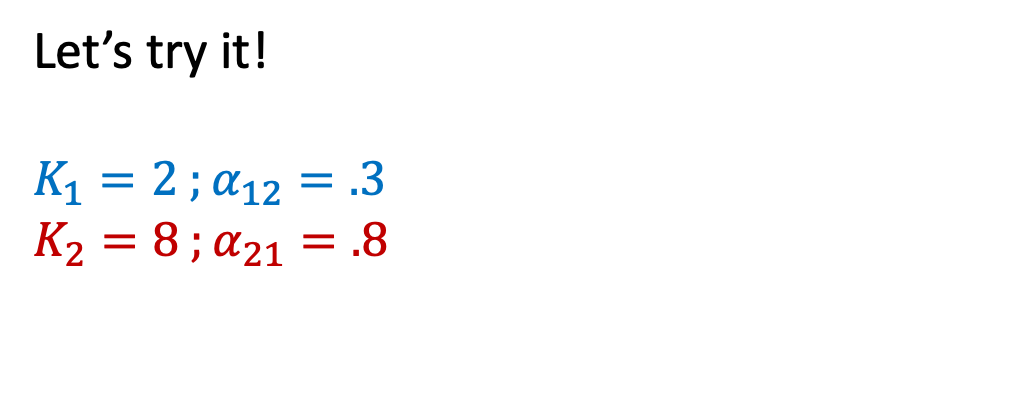 Let’s try it!
K₁ = 2 ; α₁₂ = .3
K₂ = 8 ; α₂₁ = .8